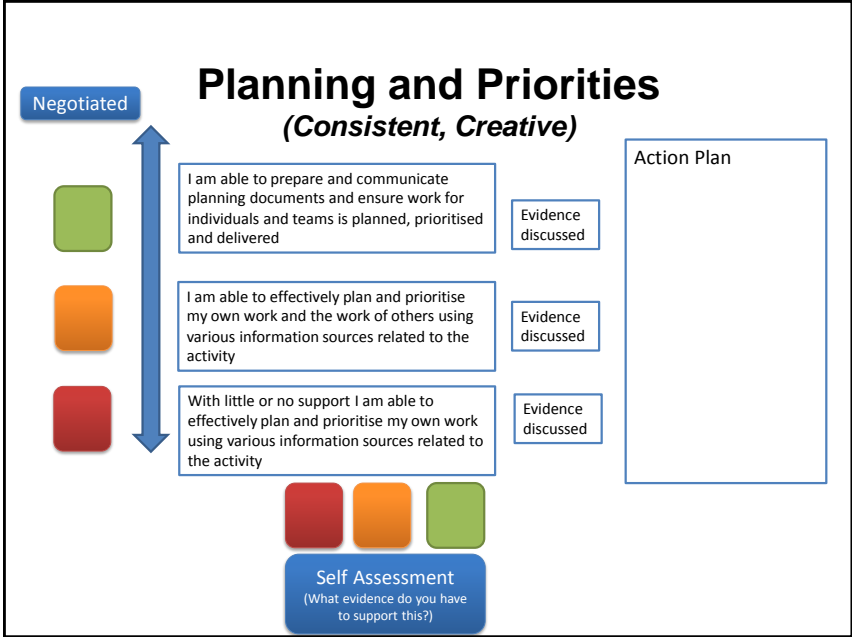 Planning and Priorities
Negotiated
(Consistent, Creative)
Action Plan
I am able to prepare and communicate
planning documents and ensure work for
individuals and teams is planned, prioritised
and delivered
Evidence
discussed
I am able to effectively plan and prioritise
my own work and the work of others using
various information sources related to the
activity
Evidence
discussed
With little or no support I am able to
effectively plan and prioritise my own work
using various information sources related to
the activity
Evidence
discussed
Self Assessment
(What evidence do you have
to support this?)